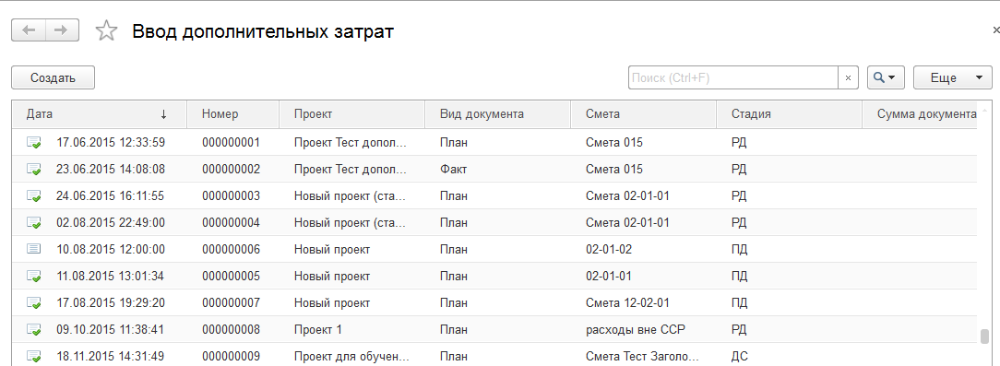 Ввод дополнительных затрат
Создать Поиск (Ctrl+F) × Еще
Дата ↓ Номер Проект Вид документа Смета Стадия Сумма документа
17.06.2015 12:33:59 000000001 Проект Тест допол... План Смета 015 РД
23.06.2015 14:08:08 000000002 Проект Тест допол... Факт Смета 015 РД
24.06.2015 16:11:55 000000003 Новый проект (ста... План Смета 02-01-01 РД
02.08.2015 22:49:00 000000004 Новый проект (ста... План Смета 02-01-01 РД
10.08.2015 12:00:00 000000006 Новый проект План 02-01-02 ПД
11.08.2015 13:01:34 000000005 Новый проект План 02-01-01 ПД
17.08.2015 19:29:20 000000007 Новый проект План Смета 12-02-01 ПД
09.10.2015 11:38:41 000000008 Проект 1 План расходы вне ССР РД
18.11.2015 14:31:49 000000009 Проект для обучен... План Смета Тест Заголо... ДС